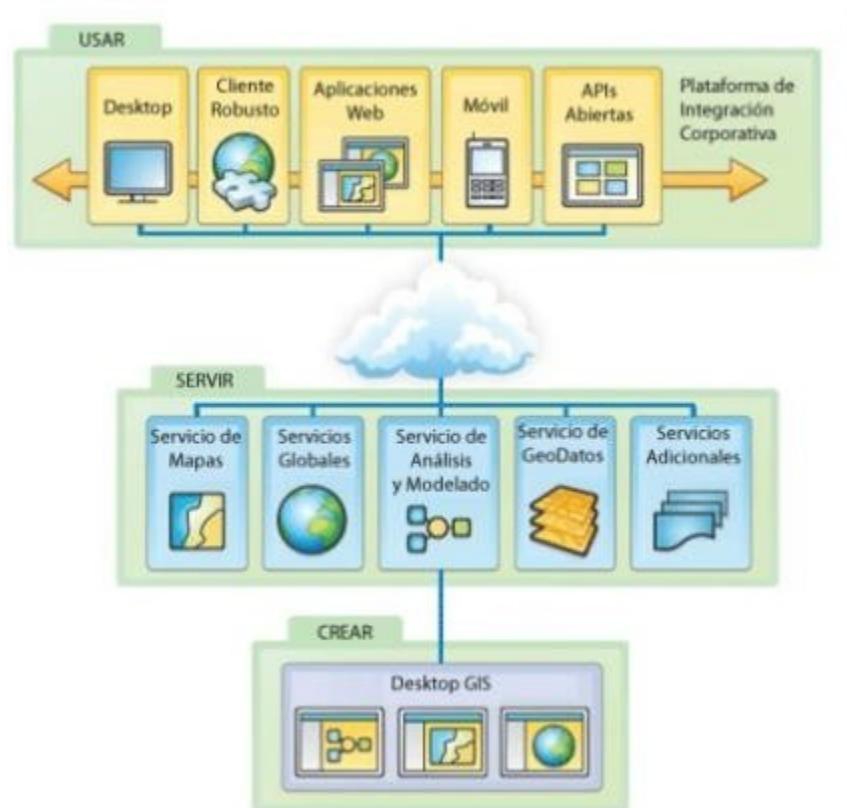 USAR
Desktop
Cliente
Robusto
Aplicaciones
Web
Móvil
APIs
Abiertas
Plataforma de
Integración
Corporativa
SERVIR
Servicio de
Mapas
Servicios
Globales
Servicio de
Análisis
y Modelado
Servicio de
GeoDatos
Servicios
Adicionales
CREAR
Desktop GIS